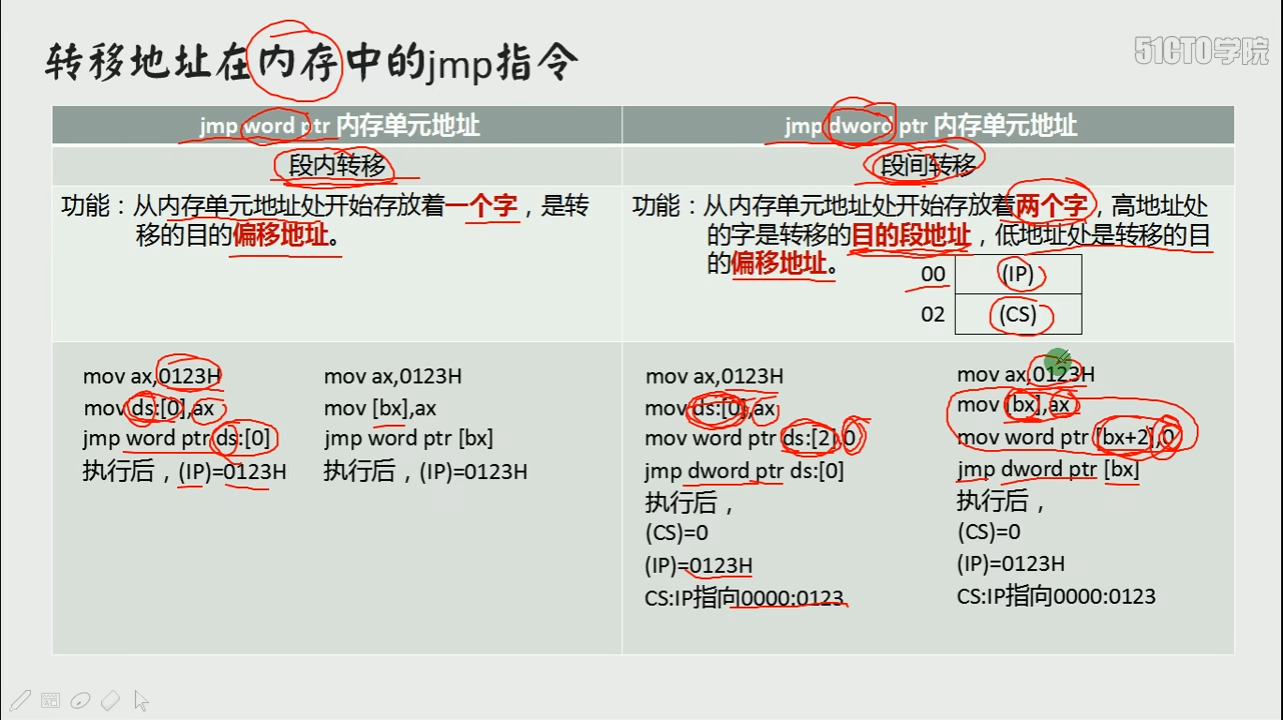 转移地址在内存中的jmp指令
51CTO学院
jmp word ptr 内存单元地址
段内转移
功能：从内存单元地址处开始存放着一个字，是转
移的目的偏移地址。
mov ax,0123H
mov ds:[0],ax
jmp word ptr ds:[0]
执行后，(IP)=0123H
mov ax,0123H
mov [bx],ax
jmp word ptr [bx]
执行后，(IP)=0123H
jmp dword ptr 内存单元地址
段间转移
功能：从内存单元地址处开始存放着两个字，高地址处
的字是转移的目的段地址，低地址处是转移的目
的偏移地址。
00 (IP)
02 (CS)
mov ax,0123H
mov ds:[0],ax
mov word ptr ds:[2],0
jmp dword ptr ds:[0]
执行后，
(CS)=0
(IP)=0123H
CS:IP指向0000:0123
mov ax,0123H
mov [bx],ax
mov word ptr [bx+2],0
jmp dword ptr [bx]
执行后，
(CS)=0
(IP)=0123H
CS:IP指向0000:0123